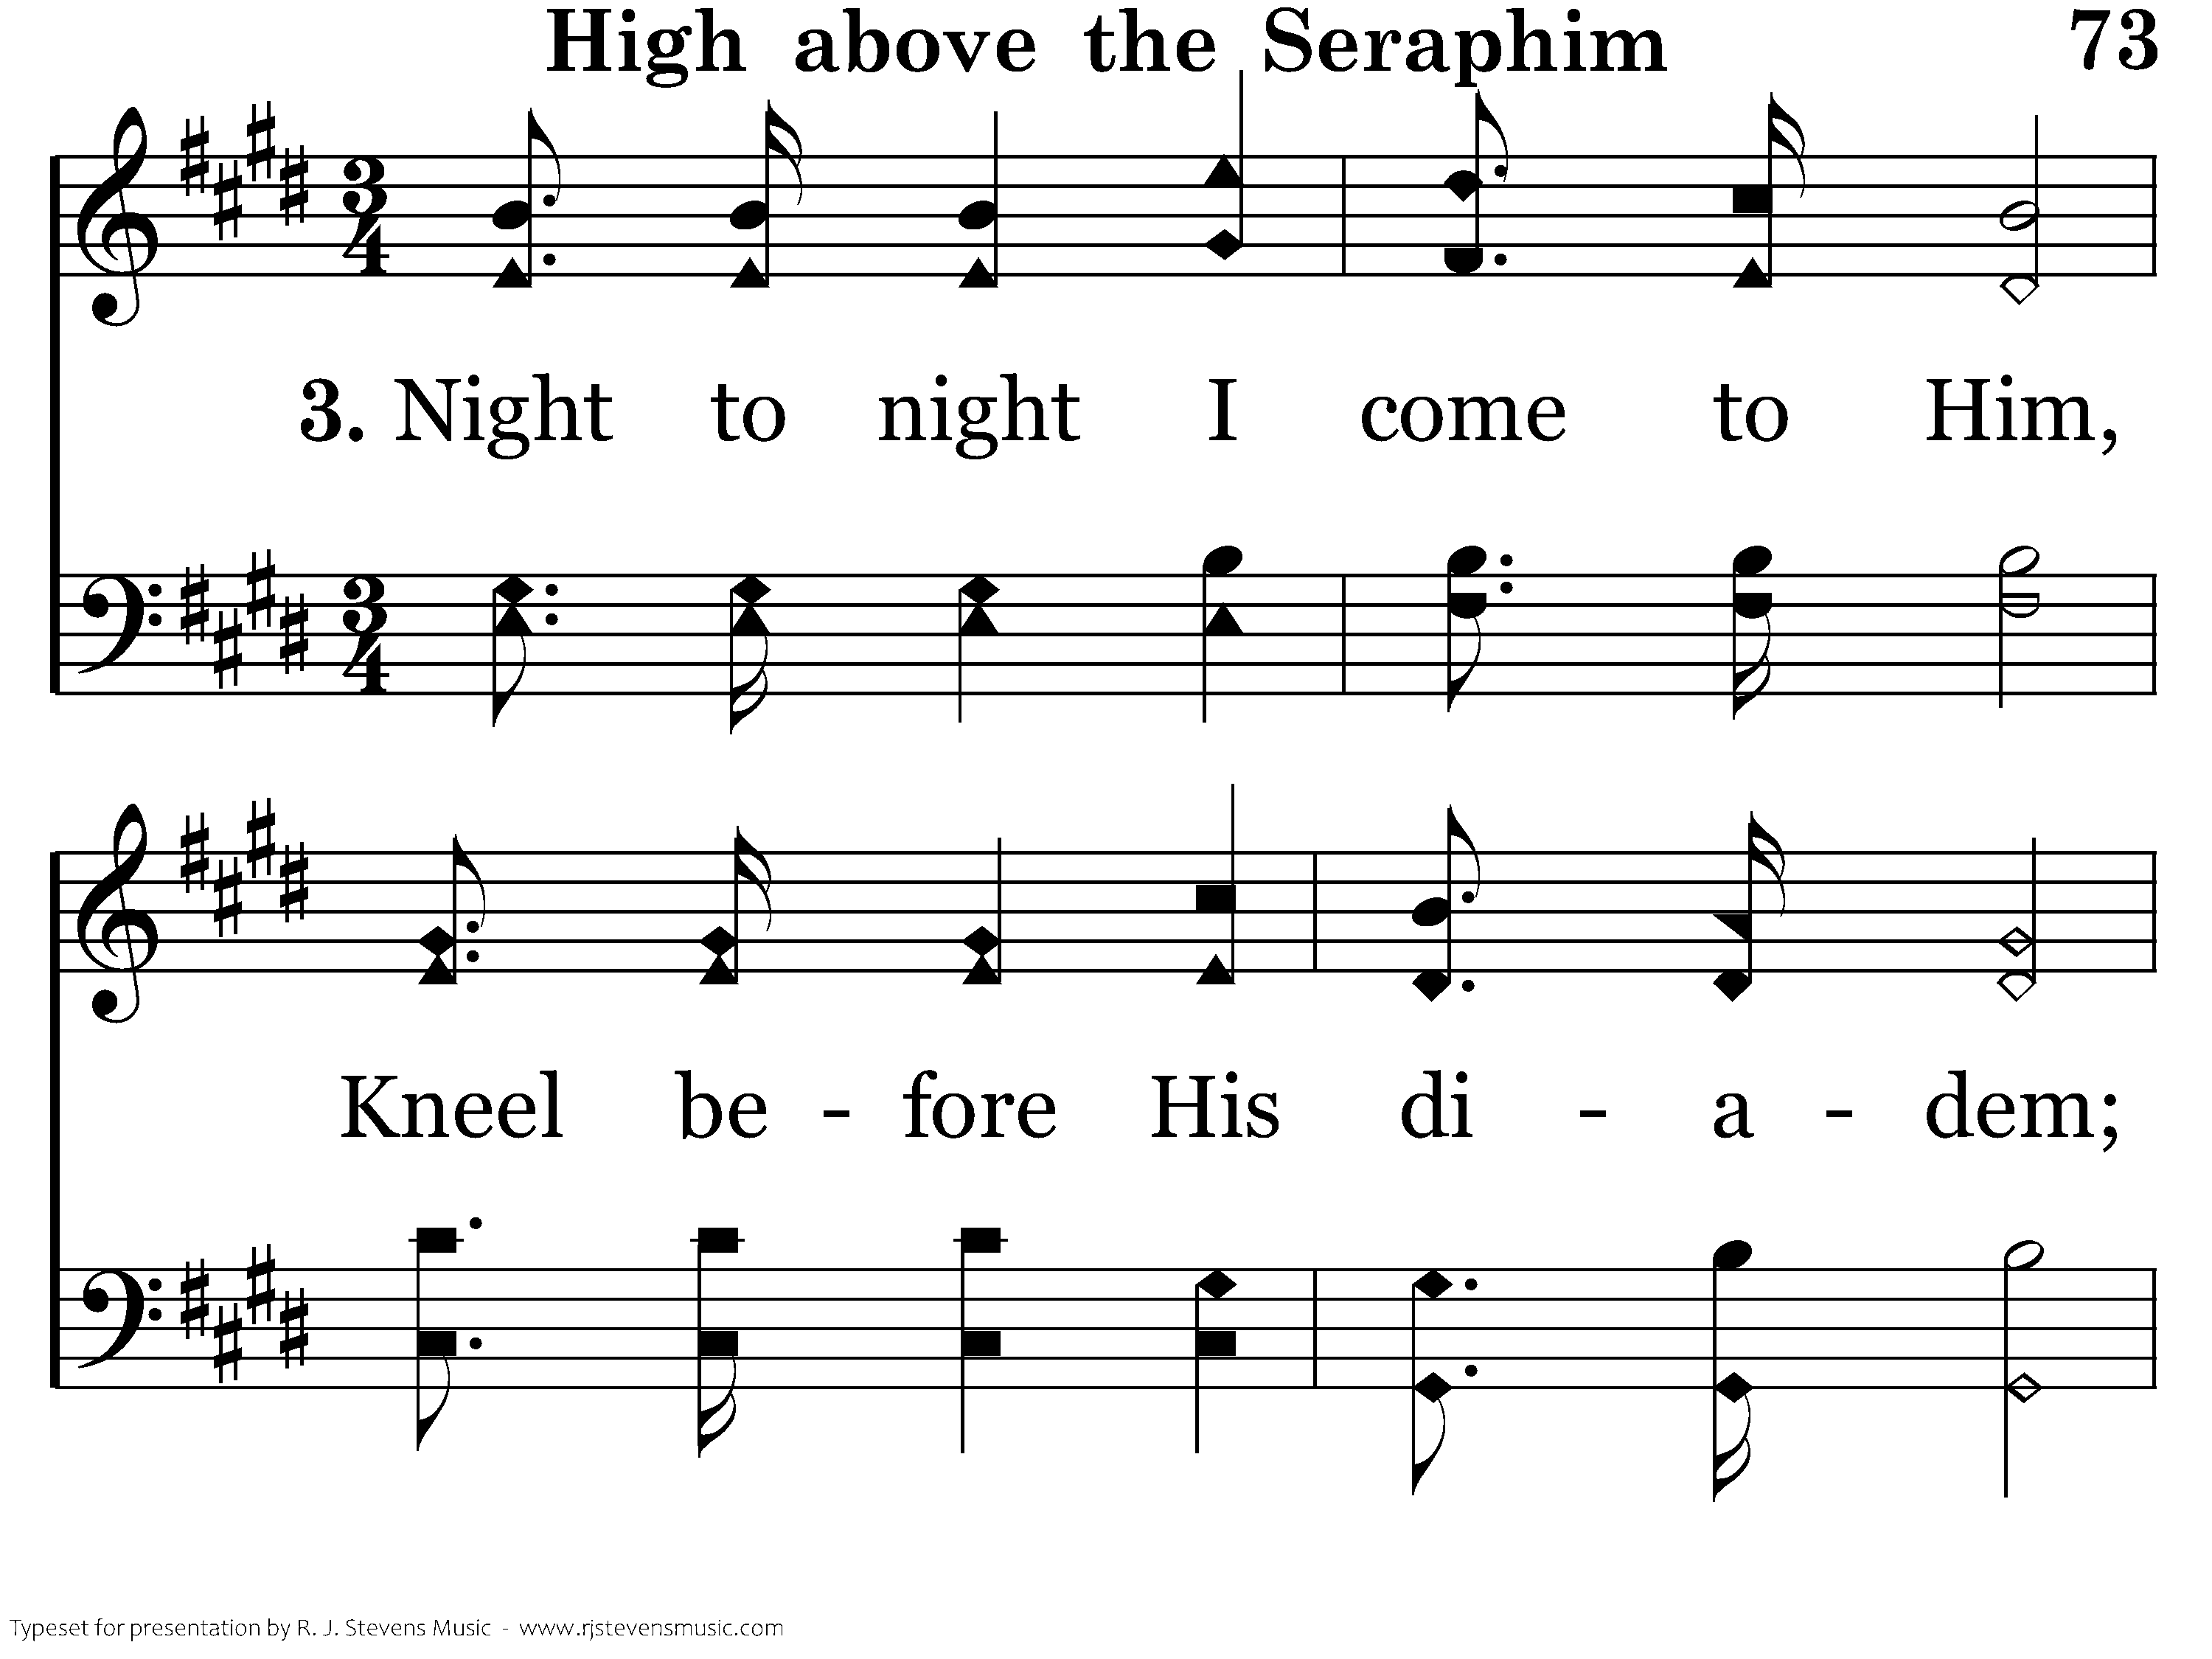 High above the Seraphim 73
3. Night to night I come to Him,
Kneel be - fore His di - a - dem;
Typeset for presentation by R. J. Stevens Music - www.rjstevensmusic.com